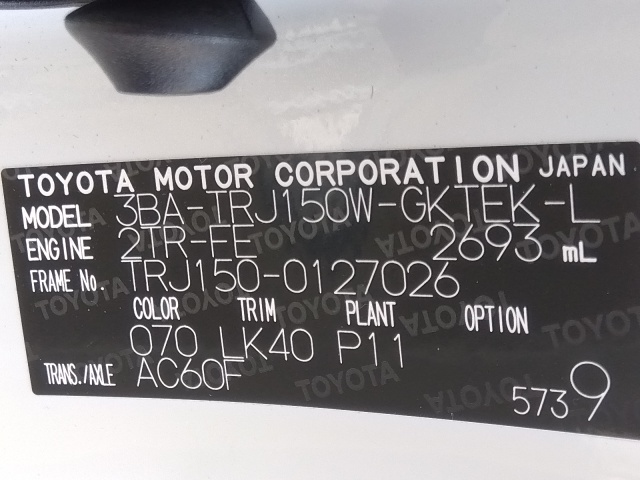 TOYOTA MOTOR CORPORATION JAPAN
MODEL 3BA-TRJ150W-GKTEK-L
ENGINE 2TR-FE 2693 mL
FRAME No. TRJ150-0127026
COLOR TRIM PLANT OPTION
070 LK40 P11
TRANS./AXLE AC60F
5739